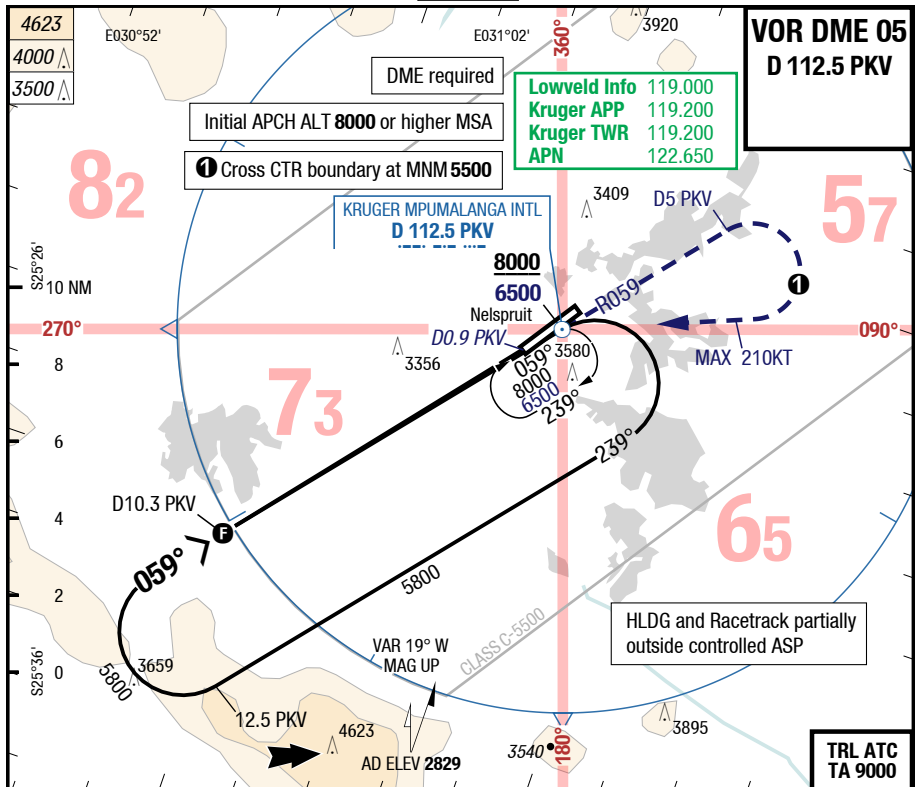 4623
4000
3500
E030°52'
E031°02'
360°
3920
VOR DME 05
D 112.5 PKV
DME required
Initial APCH ALT 8000 or higher MSA
1 Cross CTR boundary at MNM 5500
Lowveld Info 119.000
Kruger APP 119.200
Kruger TWR 119.200
APN 122.650
82
57
3409
D5 PKV
KRUGER MPUMALANGA INTL
D 112.5 PKV
S25°26'
10 NM
8000
6500
Nelspruit
R059
1
270°
090°
D0.9 PKV
MAX 210KT
8
3356
059°
3580
8000
6500
239°
73
6
239°
D10.3 PKV
4
F
65
059°
5800
2
HLDG and Racetrack partially
outside controlled ASP
CLASS C-5500
VAR 19° W
MAG UP
S25°36'
0
3659
5800
12.5 PKV
4623
AD ELEV 2829
3540
180°
3895
TRL ATC
TA 9000